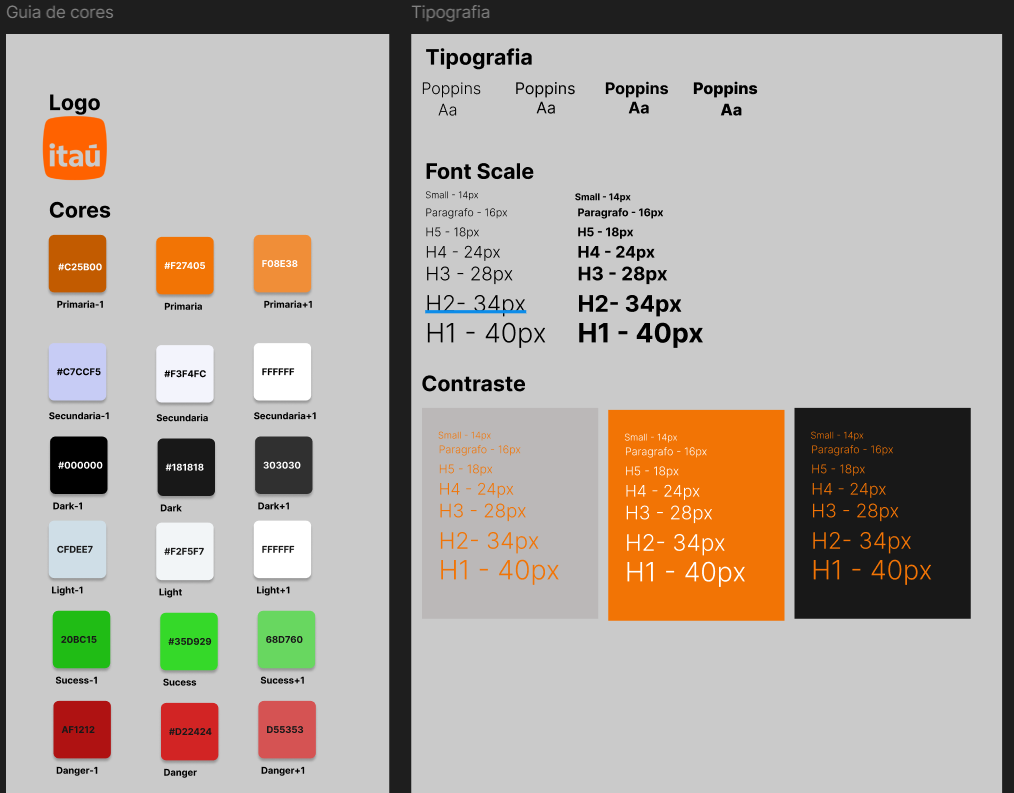 Guia de cores
Logo
itaú
Cores
#C25B00
#F27405
F08E38
Primaria-1
Primaria
Primaria+1
#C7CCF5
#F3F4FC
FFFFFF
Secundaria-1
Secundaria
Secundaria+1
#000000
#181818
303030
Dark-1
Dark
Dark+1
CFDEE7
#F2F5F7
FFFFFF
Light-1
Light
Light+1
20BC15
#35D929
68D760
Sucess-1
Sucess
Sucess+1
AF1212
#D22424
D55353
Danger-1
Danger
Danger+1
Tipografia
Tipografia
Poppins
Aa
Poppins
Aa
Poppins
Aa
Poppins
Aa
Font Scale
Small - 14px
Paragrafo - 16px
H5 - 18px
H4 - 24px
H3 - 28px
H2- 34px
H1 - 40px
Small - 14px
Paragrafo - 16px
H5 - 18px
H4 - 24px
H3 - 28px
H2- 34px
H1 - 40px
Contraste
Small - 14px
Paragrafo - 16px
H5 - 18px
H4 - 24px
H3 - 28px
H2- 34px
H1 - 40px
Small - 14px
Paragrafo - 16px
H5 - 18px
H4 - 24px
H3 - 28px
H2- 34px
H1 - 40px
Small - 14px
Paragrafo - 16px
H5 - 18px
H4 - 24px
H3 - 28px
H2- 34px
H1 - 40px